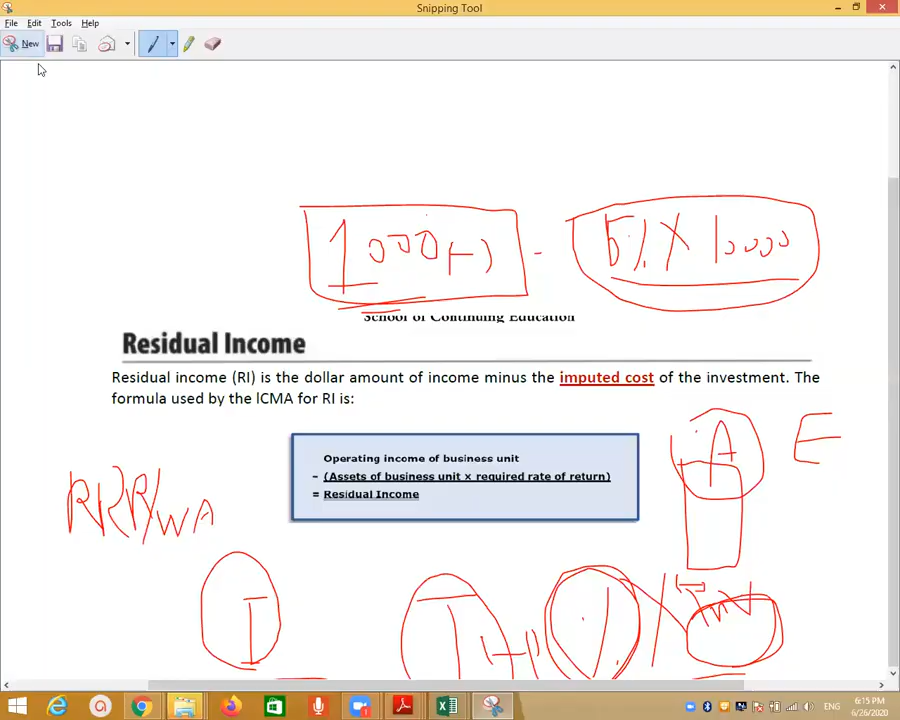 Snipping Tool
File Edit Tools Help
New
1000 (-) - 5% X 10000
School of Continuing Education
Residual Income
Residual income (RI) is the dollar amount of income minus the imputed cost of the investment. The
formula used by the ICMA for RI is:
Operating income of business unit
– (Assets of business unit x required rate of return)
= Residual Income
A E
RRR/WA
I
ENG 6:15 PM
6/26/2020